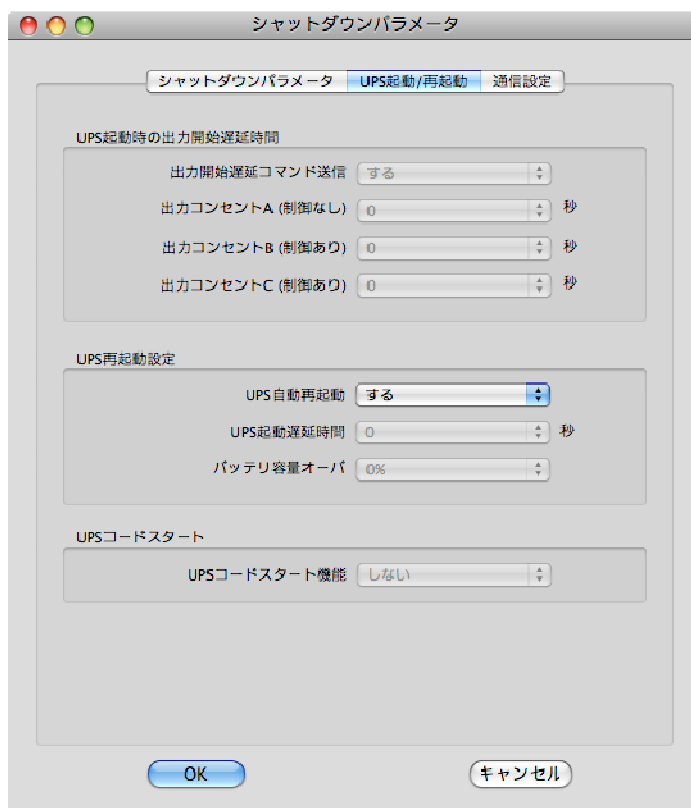 シャットダウンパラメータ
シャットダウンパラメータ UPS起動/再起動 通信設定
UPS起動時の出力開始遅延時間
出力開始遅延コマンド送信 する
出力コンセントA (制御なし) 0 秒
出力コンセントB (制御あり) 0 秒
出力コンセントC (制御あり) 0 秒
UPS再起動設定
UPS自動再起動 する
UPS起動遅延時間 0 秒
バッテリ容量オーバ 0%
UPSコードスタート
UPSコードスタート機能 しない
OK キャンセル